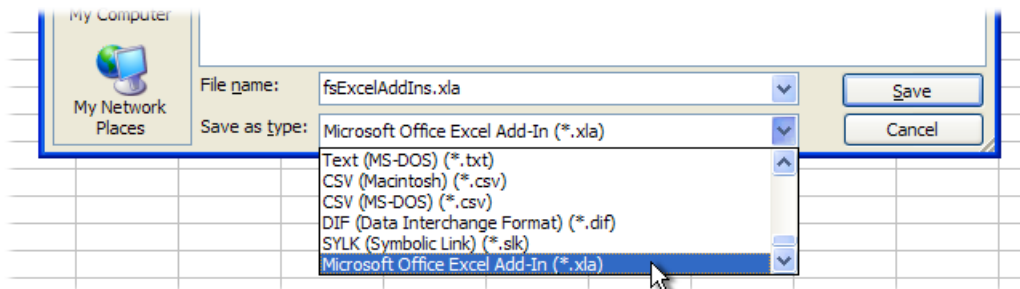 My Computer
My Network
Places
File name:
fsExcelAddIns.xla
Save
Save as type:
Microsoft Office Excel Add-In (*.xla)
Cancel
Text (MS-DOS) (*.txt)
CSV (Macintosh) (*.csv)
CSV (MS-DOS) (*.csv)
DIF (Data Interchange Format) (*.dif)
SYLK (Symbolic Link) (*.slk)
Microsoft Office Excel Add-In (*.xla)